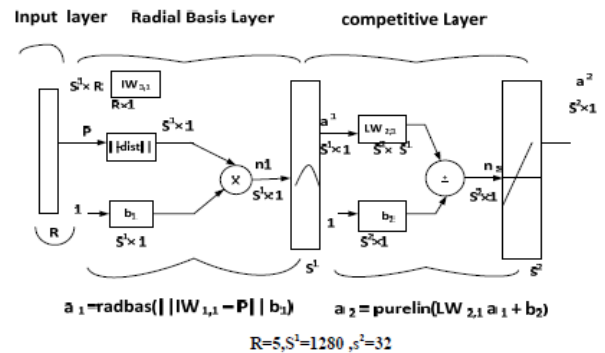 Input layer Radial Basis Layer competitive Layer
S¹×R IW₁,₁
R×1
a²
S²×1
P ||dist|| S¹×1
a¹
S¹×1
LW₂,₁
S²× S¹
n1
S¹×1
S²×1
1 b₁
S¹×1
1 b₂
S²×1
R S¹ S²
a₁=radbas(||IW₁,₁ – P|| b₁) a₂= purelin(LW₂,₁ a₁ + b₂)
R=5,S¹=1280 ,s²=32